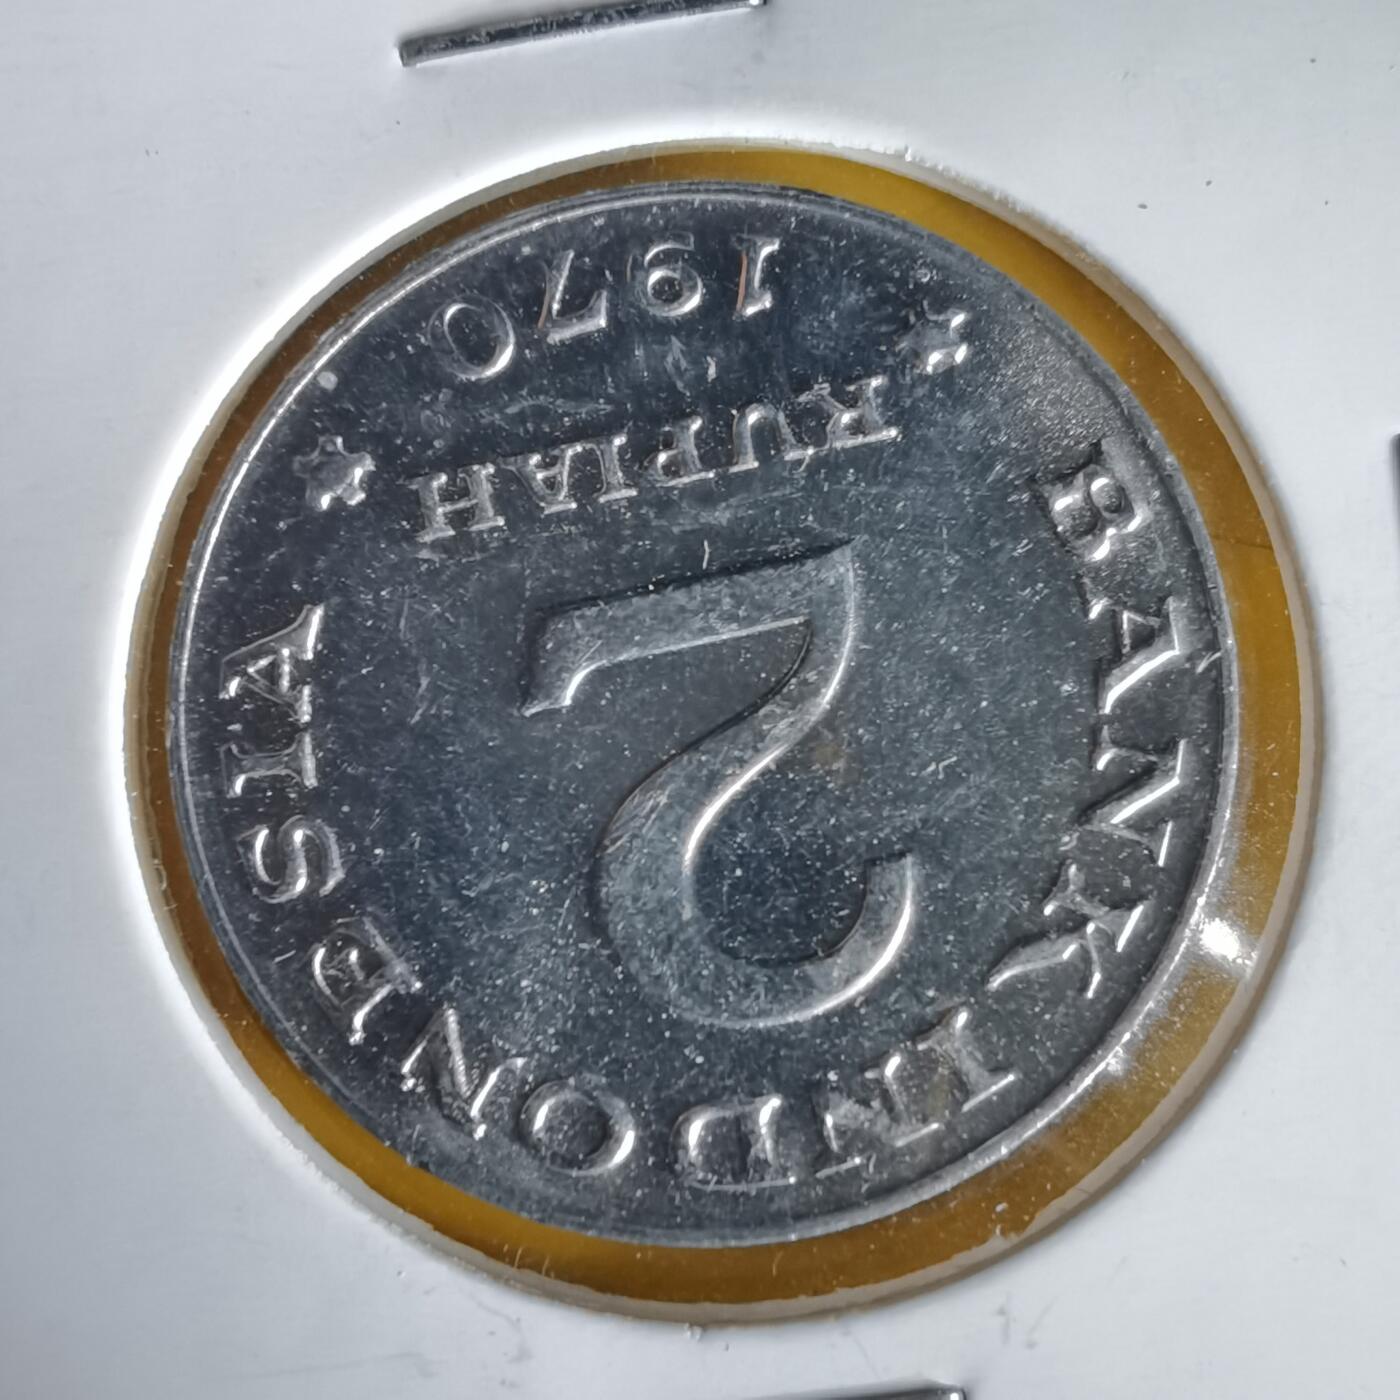 BANK INDONESIA
2
RUPIAH
1970